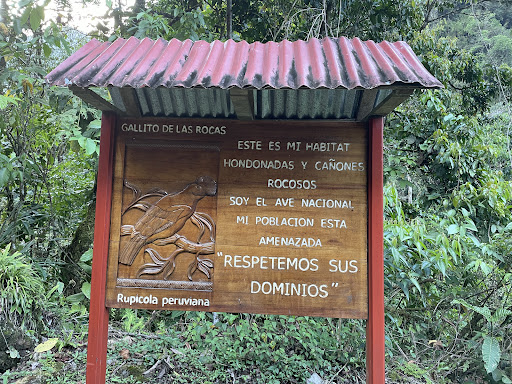 GALLITO DE LAS ROCAS
ESTE ES MI HABITAT
HONDONADAS Y CAÑONES
ROCOSOS
SOY EL AVE NACIONAL
MI POBLACION ESTA
AMENAZADA
"RESPETEMOS SUS
DOMINIOS"
Rupicola peruviana